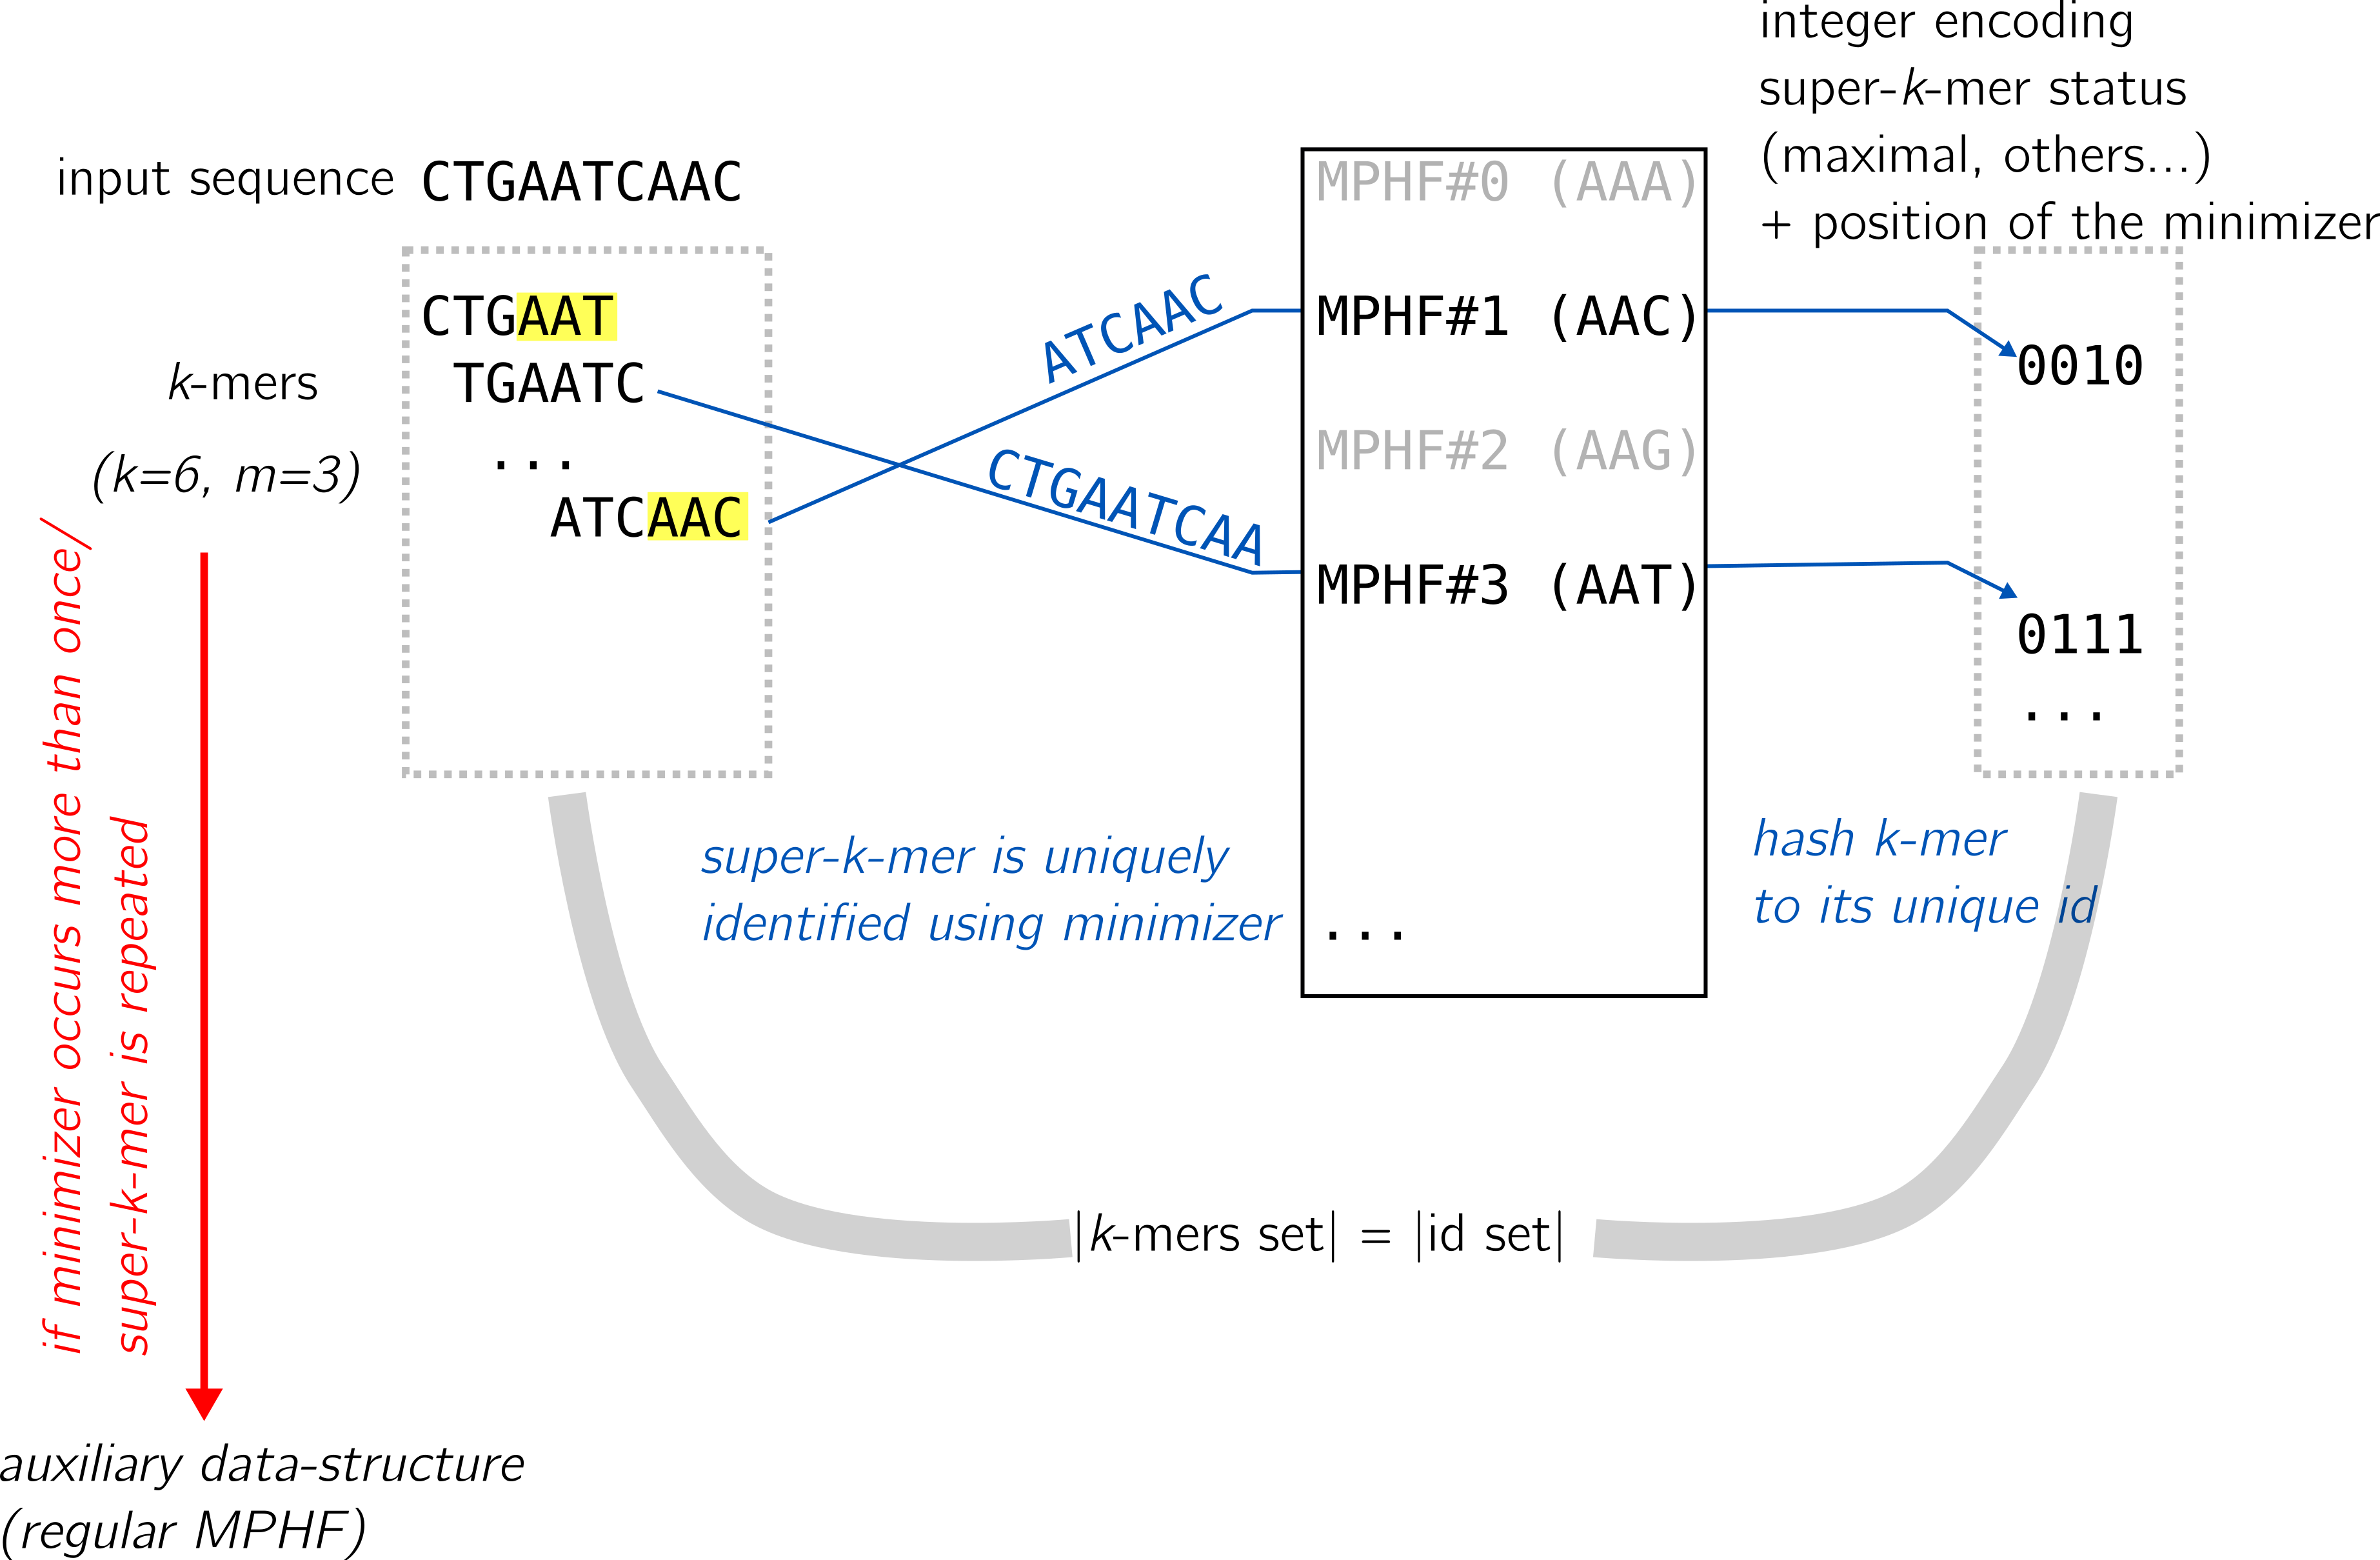 integer encoding
super-k-mer status
(maximal, others...)
+ position of the minimizer
input sequence CTGAATCAAC
k-mers
(k=6, m=3)
CTGAAT
TGAATC
...
ATCAAC
ATCAAC
CTGAATCAA
MPHF#0 (AAA)
MPHF#1 (AAC)
MPHF#2 (AAG)
MPHF#3 (AAT)
...
0010
0111
...
super-k-mer is uniquely
identified using minimizer
hash k-mer
to its unique id
|k-mers set| = |id set|
if minimizer occurs more than once/
super-k-mer is repeated
auxiliary data-structure
(regular MPHF)